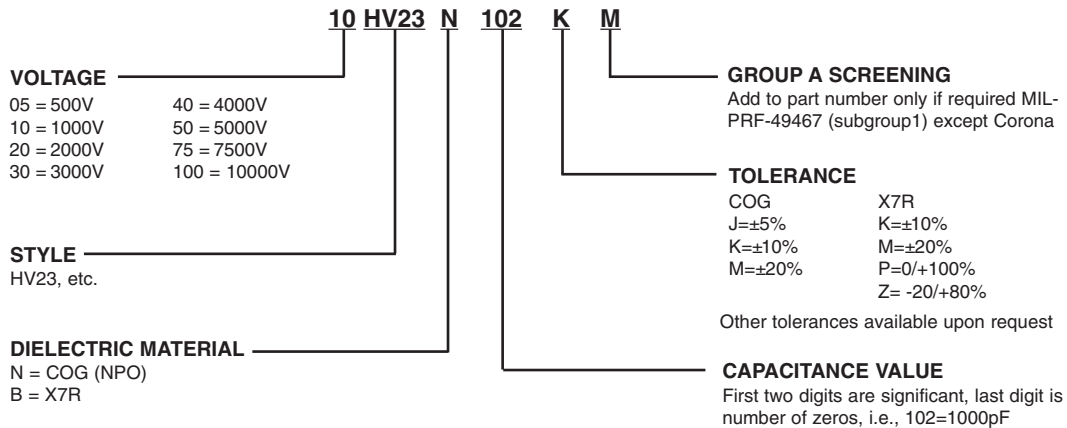 10 HV23 N 102 K M
VOLTAGE
05 = 500V 40 = 4000V
10 = 1000V 50 = 5000V
20 = 2000V 75 = 7500V
30 = 3000V 100 = 10000V
STYLE
HV23, etc.
DIELECTRIC MATERIAL
N = COG (NPO)
B = X7R
GROUP A SCREENING
Add to part number only if required MIL-
PRF-49467 (subgroup1) except Corona
TOLERANCE
COG X7R
J=±5% K=±10%
K=±10% M=±20%
M=±20% P=0/+100%
Z= -20/+80%
Other tolerances available upon request
CAPACITANCE VALUE
First two digits are significant, last digit is
number of zeros, i.e., 102=1000pF